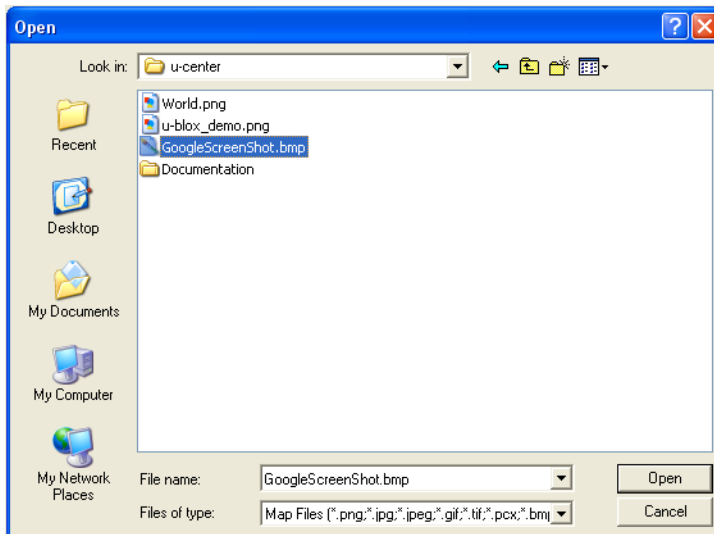 Open
Look in: u-center
World.png
u-blox_demo.png
GoogleScreenShot.bmp
Documentation
Recent
Desktop
My Documents
My Computer
My Network
Places
File name: GoogleScreenShot.bmp Open
Files of type: Map Files (*.png;*.jpg;*.jpeg;*.gif;*.tif;*.pcx;*.bm Cancel